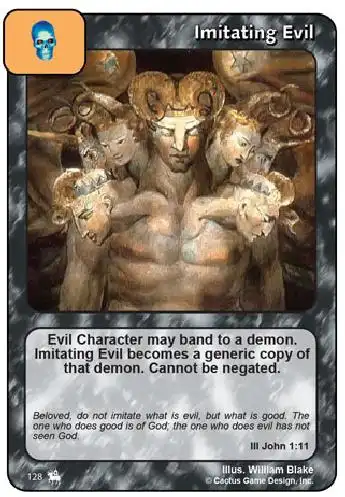 Imitating Evil
Evil Character may band to a demon.
Imitating Evil becomes a generic copy of
that demon. Cannot be negated.
Beloved, do not imitate what is evil, but what is good. The
one who does good is of God; the one who does evil has not
seen God.
III John 1:11
Illus. William Blake
128
© Cactus Game Design, Inc.